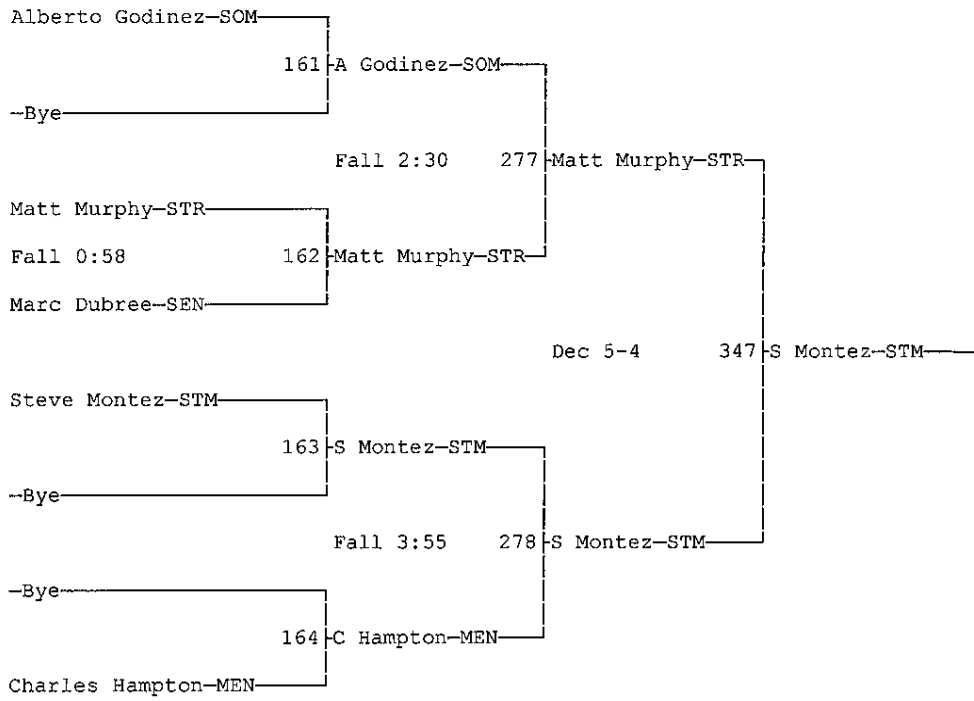 Alberto Godinez-SOM
161 A Godinez-SOM
-Bye
Fall 2:30 277 Matt Murphy-STR
Matt Murphy-STR
Fall 0:58 162 Matt Murphy-STR
Marc Dubree-SEN
Dec 5-4 347 S Montez-STM
Steve Montez-STM
163 S Montez-STM
-Bye
Fall 3:55 278 S Montez-STM
-Bye
164 C Hampton-MEN
Charles Hampton-MEN